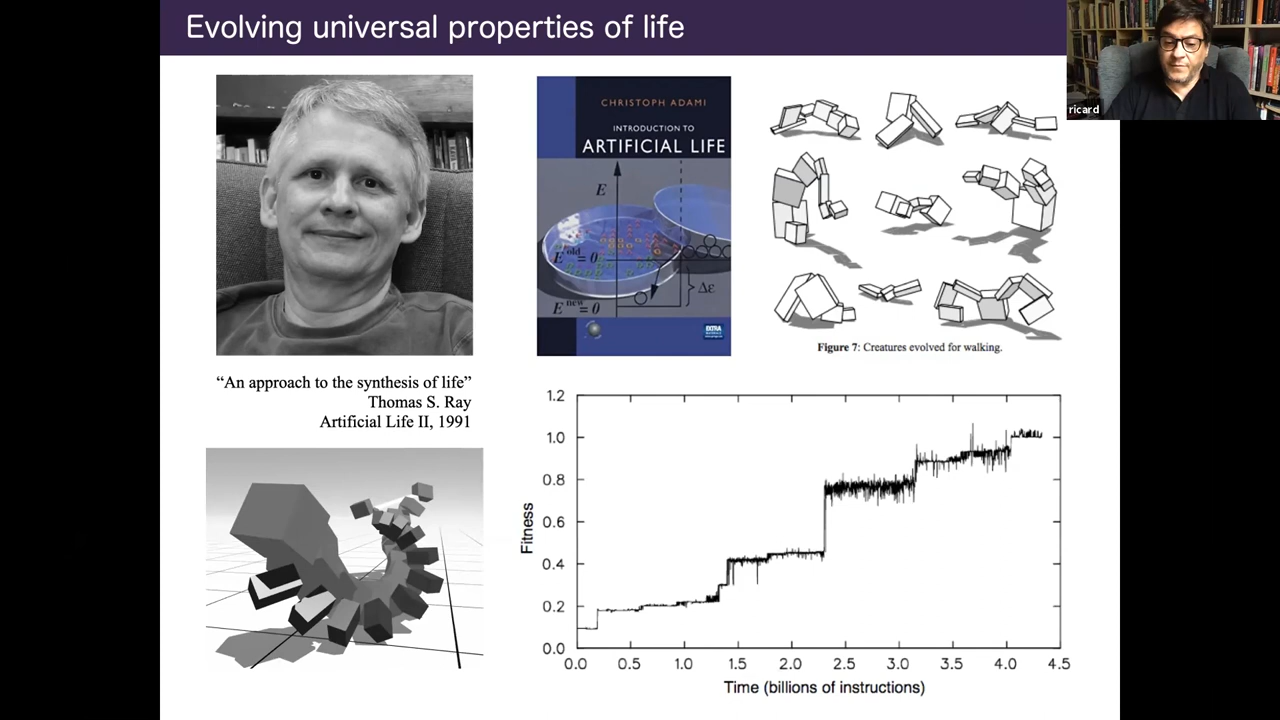 Evolving universal properties of life
ricard
CHRISTOPH ADAMI
INTRODUCTION TO
ARTIFICIAL LIFE
E
E old = 0
Δε
E new = 0
EXTRA
Figure 7: Creatures evolved for walking.
“An approach to the synthesis of life”
Thomas S. Ray
Artificial Life II, 1991
1.2
1.0
0.8
0.6
0.4
0.2
0.0
Fitness
0.0 0.5 1.0 1.5 2.0 2.5 3.0 3.5 4.0 4.5
Time (billions of instructions)